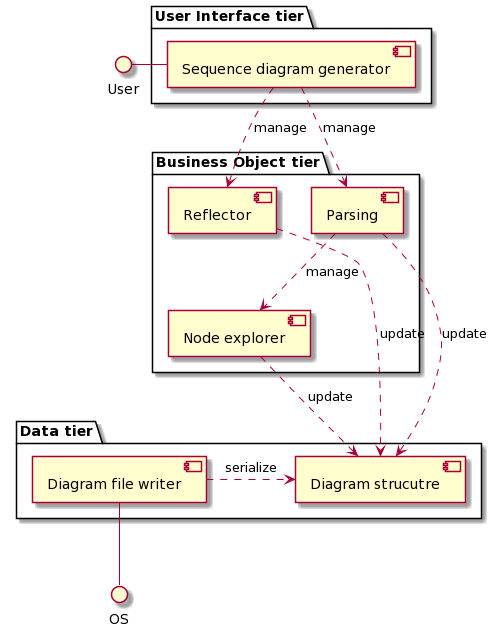 User Interface tier
Sequence diagram generator
User
manage
manage
Business Object tier
Reflector
Parsing
manage
Node explorer
update
update
update
Data tier
Diagram file writer
serialize
Diagram strucutre
OS